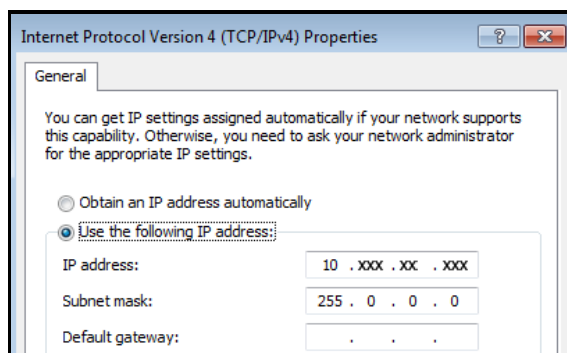 Internet Protocol Version 4 (TCP/IPv4) Properties
General
You can get IP settings assigned automatically if your network supports
this capability. Otherwise, you need to ask your network administrator
for the appropriate IP settings.
Obtain an IP address automatically
Use the following IP address:
IP address: 10 . XXX . XX . XXX
Subnet mask: 255 . 0 . 0 . 0
Default gateway: . . .